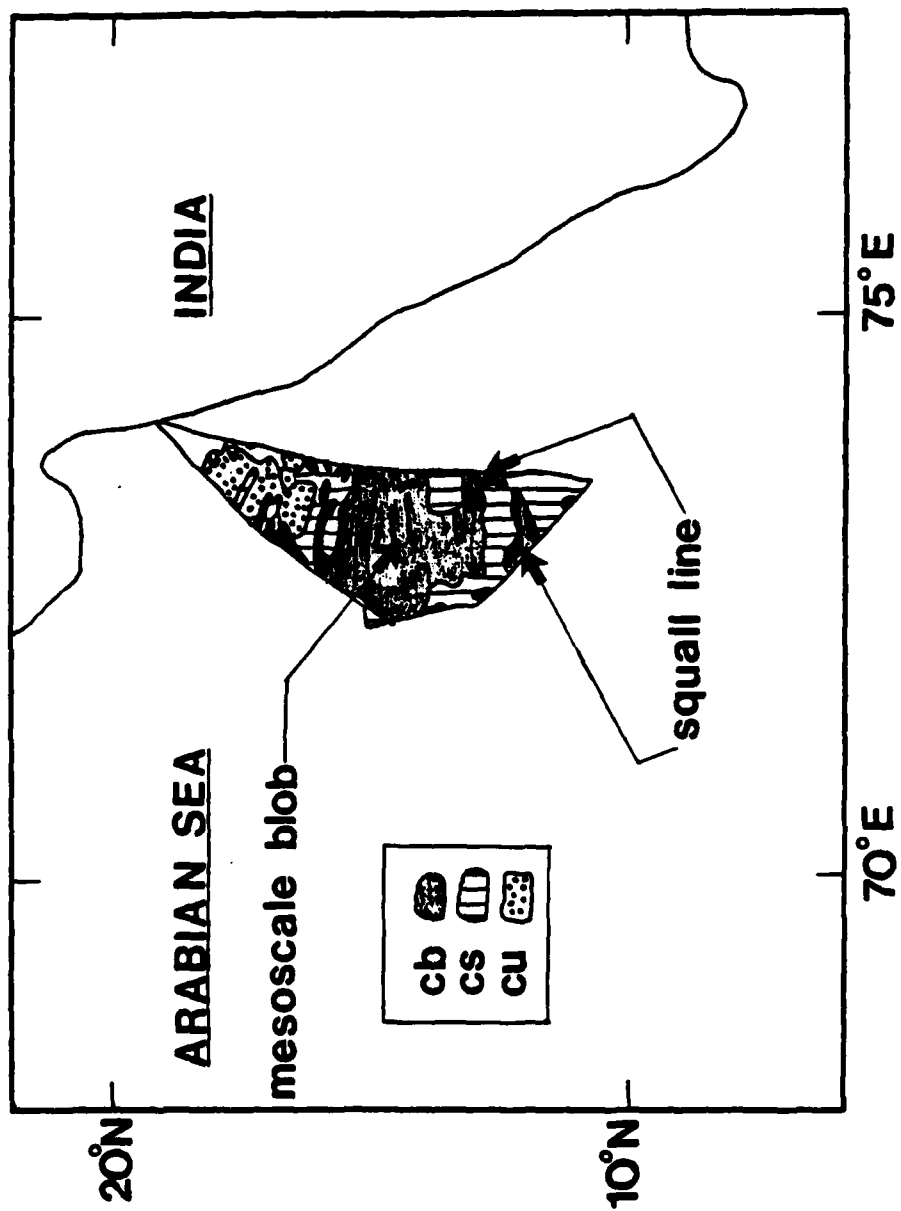 20°N
ARABIAN SEA
INDIA
mesoscale blob
cb
cs
cu
squall line
10°N
70°E
75°E